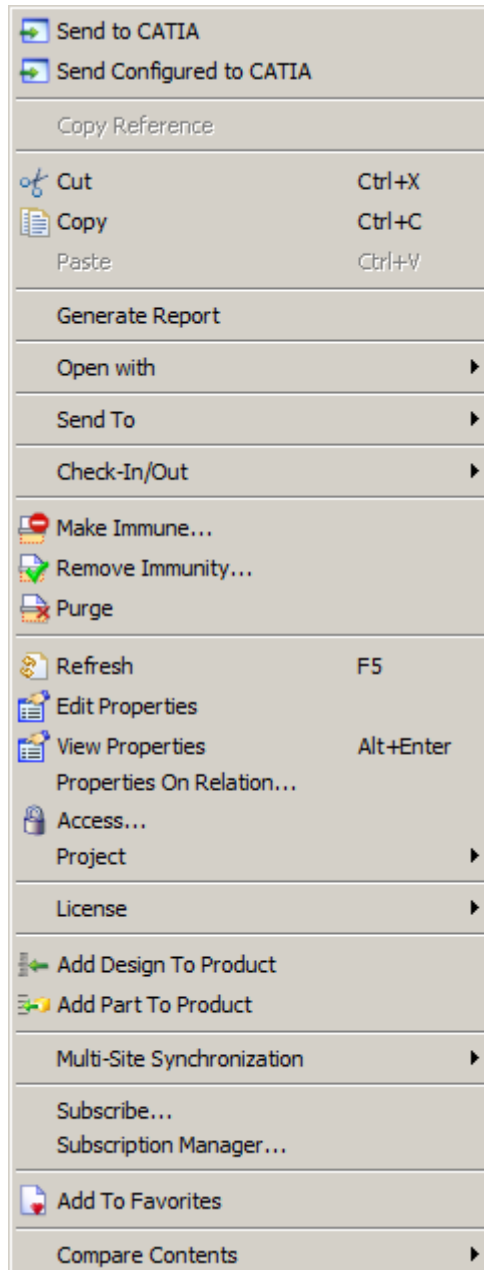 Send to CATIA
Send Configured to CATIA
Copy Reference
Cut Ctrl+X
Copy Ctrl+C
Paste Ctrl+V
Generate Report
Open with
Send To
Check-In/Out
Make Immune...
Remove Immunity...
Purge
Refresh F5
Edit Properties
View Properties Alt+Enter
Properties On Relation...
Access...
Project
License
Add Design To Product
Add Part To Product
Multi-Site Synchronization
Subscribe...
Subscription Manager...
Add To Favorites
Compare Contents